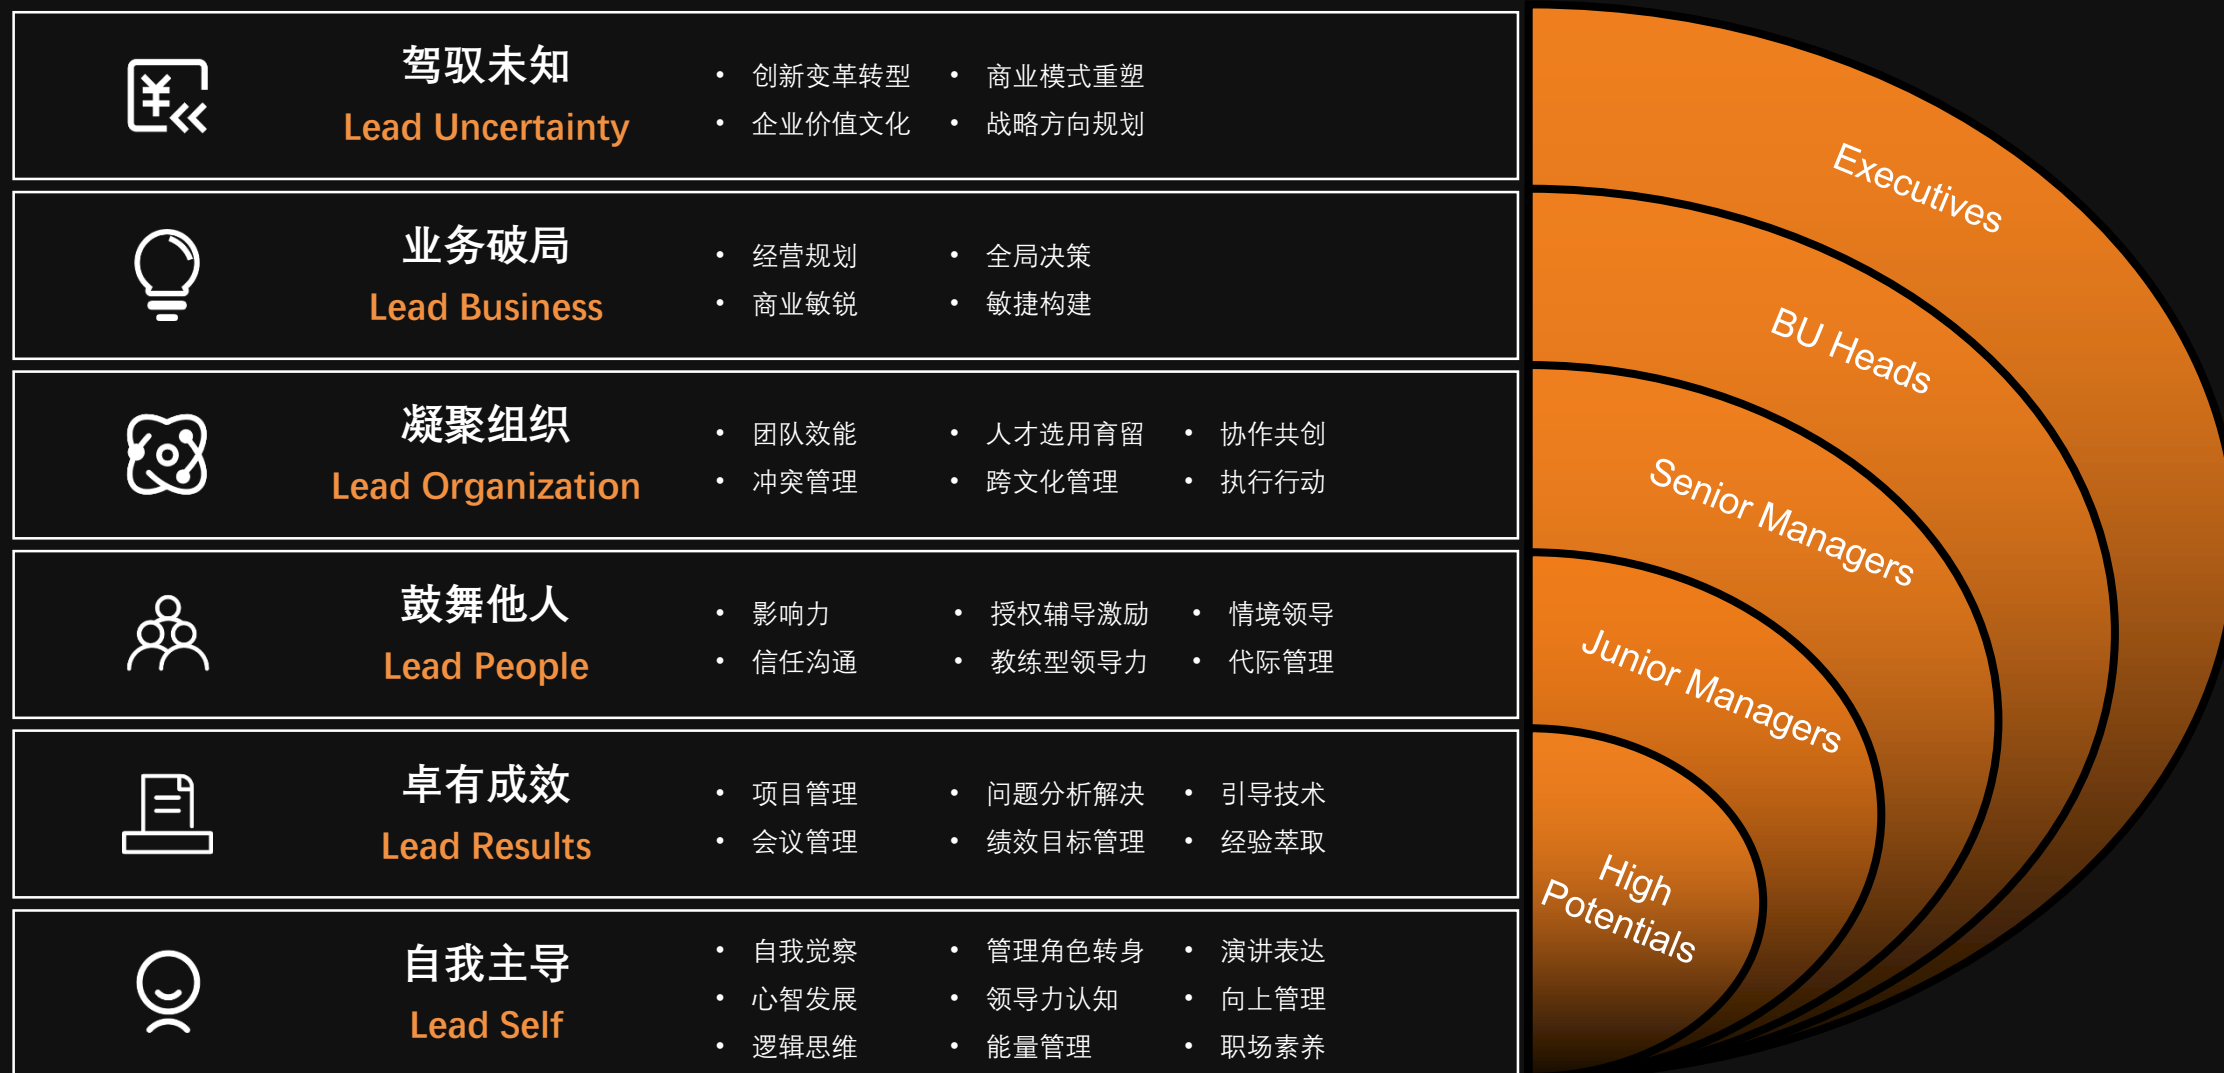 驾驭未知
Lead Uncertainty
• 创新变革转型 • 商业模式重塑
• 企业价值文化 • 战略方向规划
业务破局
Lead Business
• 经营规划 • 全局决策
• 商业敏锐 • 敏捷构建
凝聚组织
Lead Organization
• 团队效能 • 人才选用育留 • 协作共创
• 冲突管理 • 跨文化管理 • 执行行动
鼓舞他人
Lead People
• 影响力 • 授权辅导激励 • 情境领导
• 信任沟通 • 教练型领导力 • 代际管理
卓有成效
Lead Results
• 项目管理 • 问题分析解决 • 引导技术
• 会议管理 • 绩效目标管理 • 经验萃取
自我主导
Lead Self
• 自我觉察 • 管理角色转身 • 演讲表达
• 心智发展 • 领导力认知 • 向上管理
• 逻辑思维 • 能量管理 • 职场素养
Executives
BU Heads
Senior Managers
Junior Managers
High
Potentials